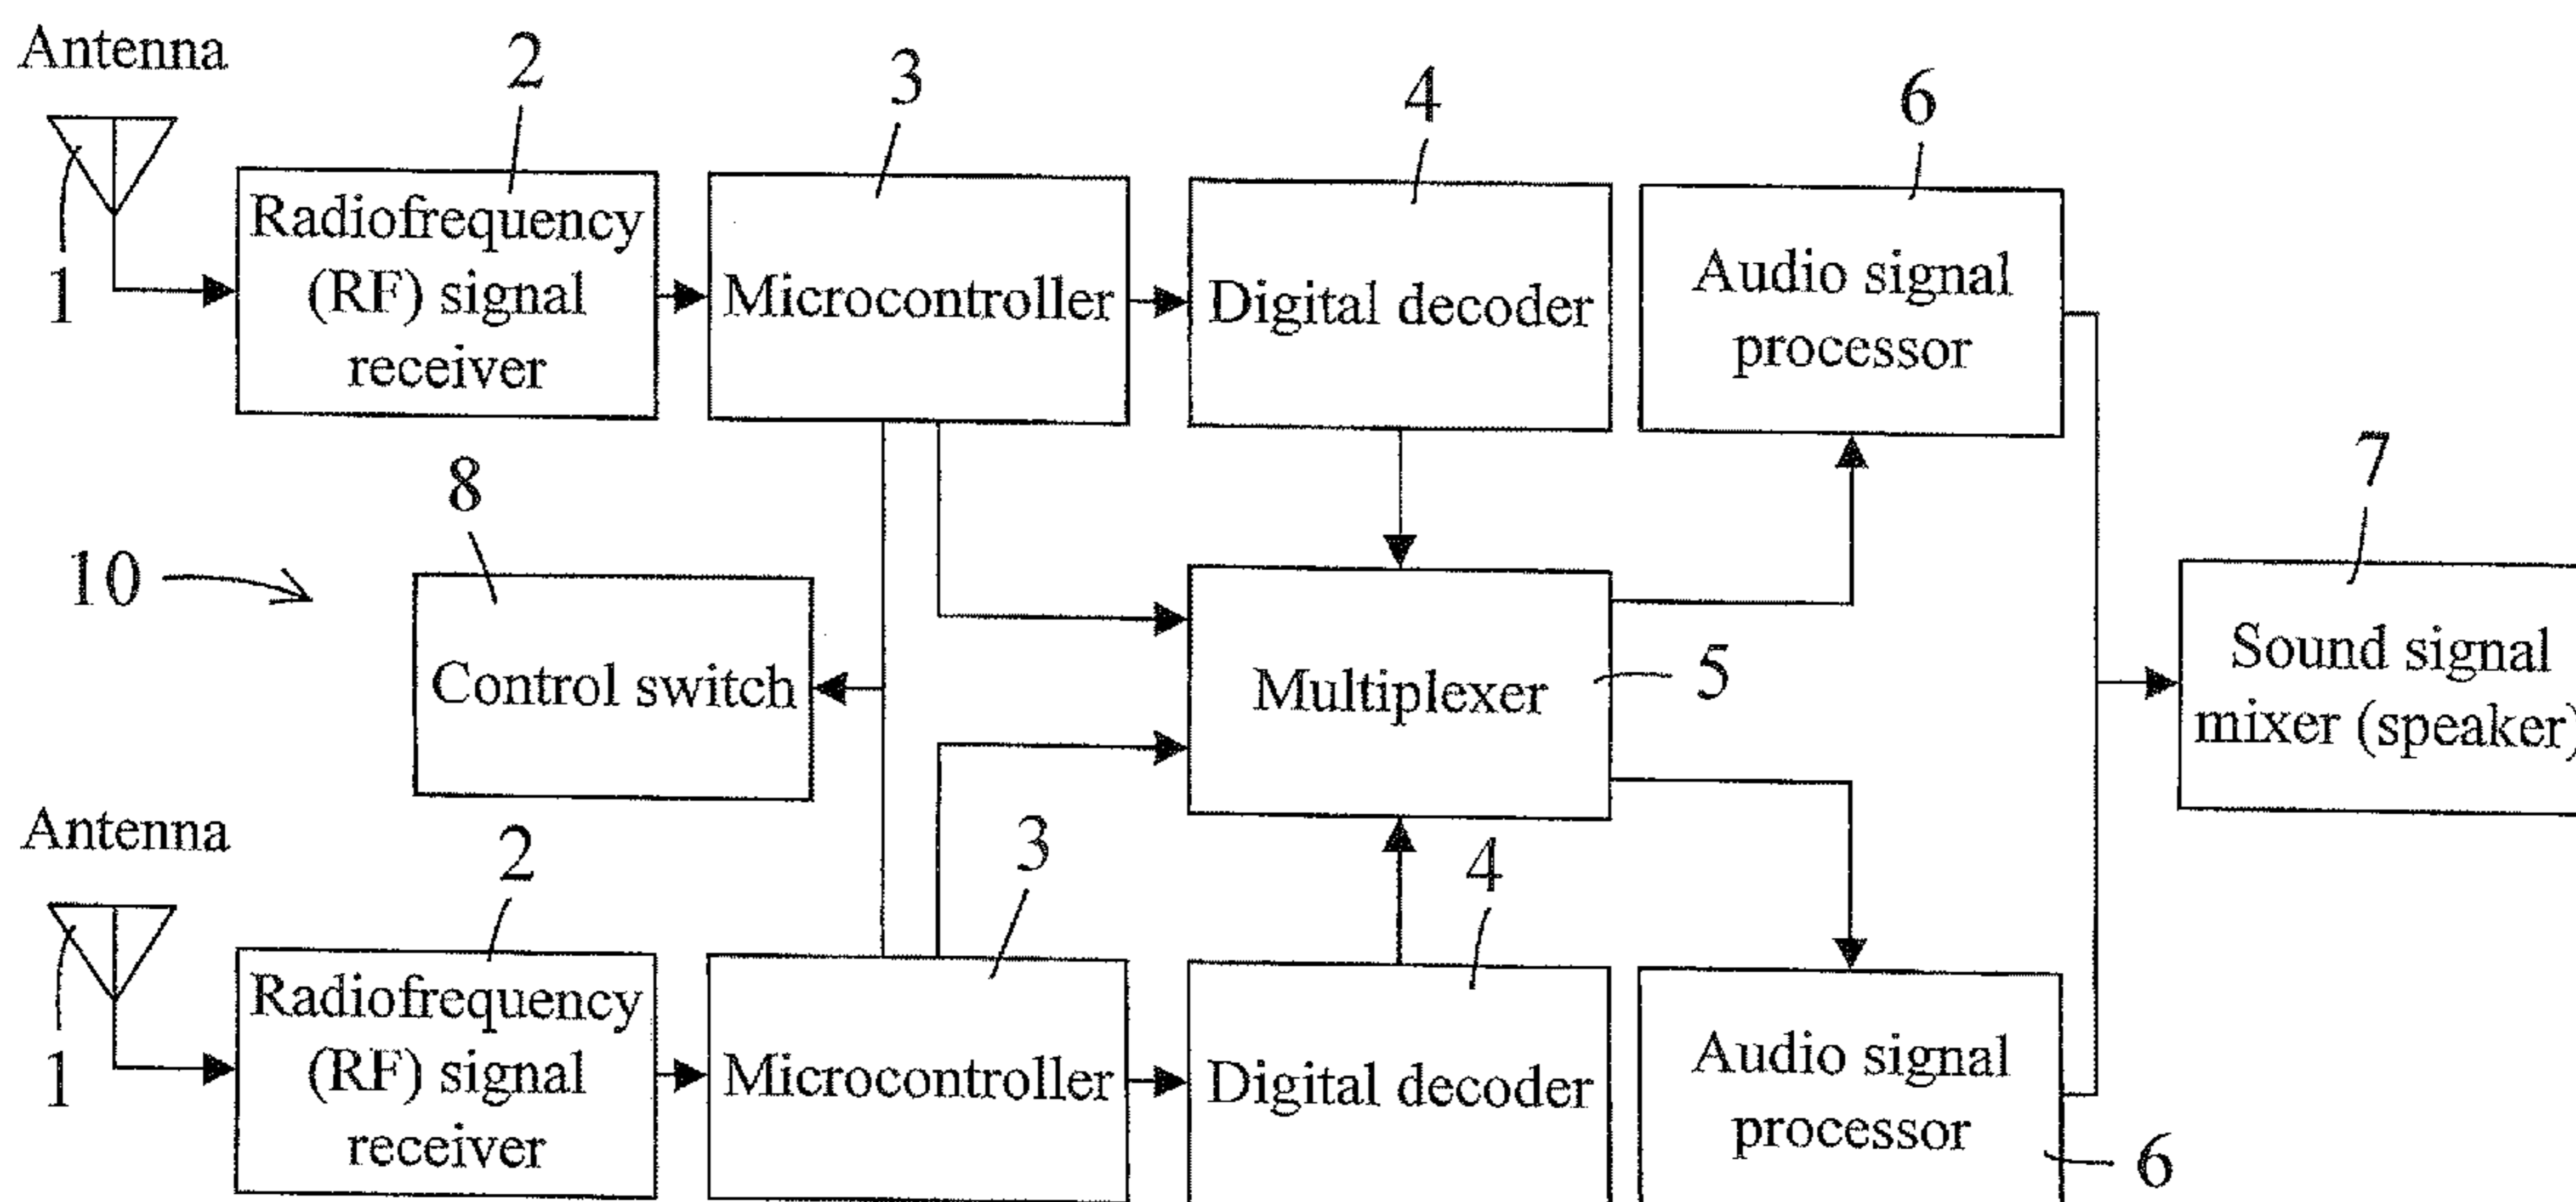 Antenna
1
2
Radiofrequency
(RF) signal
receiver
3
Microcontroller
4
Digital decoder
6
Audio signal
processor
10
8
Control switch
Multiplexer
5
7
Sound signal
mixer (speaker)
Antenna
1
2
Radiofrequency
(RF) signal
receiver
3
Microcontroller
4
Digital decoder
Audio signal
processor
6